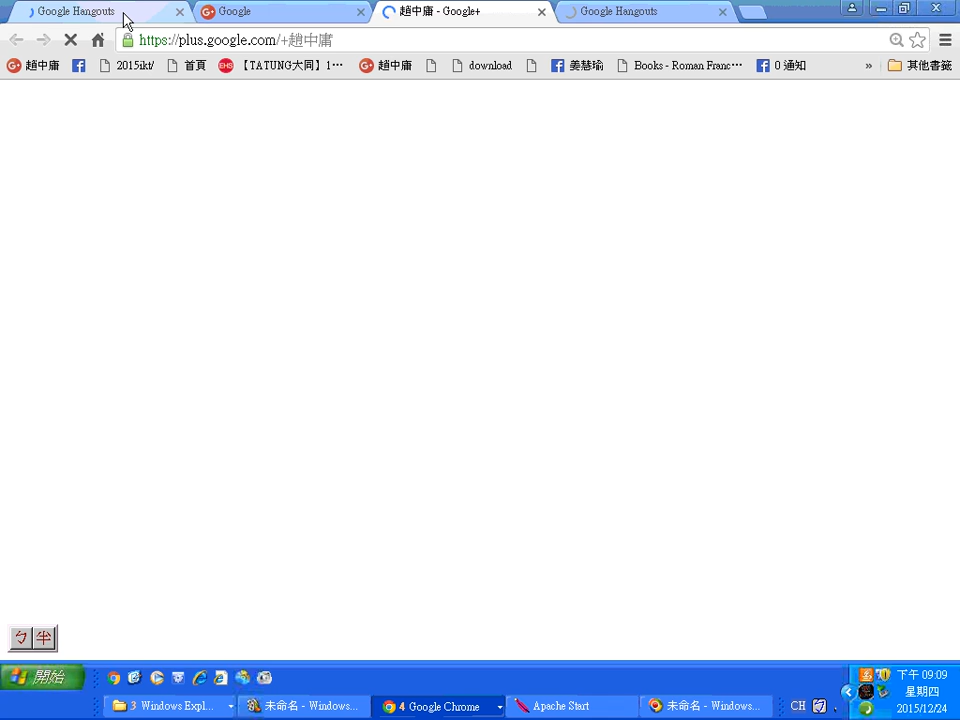 Google Hangouts
Google
趙中庸 - Google+
Google Hangouts
https://plus.google.com/+趙中庸
趙中庸
2015ikt/
首頁
【TATUNG大同】1…
趙中庸
download
姜慧瑜
Books - Roman Franc…
0 通知
»
其他書籤
ㄅ 半
開始
3 Windows Expl...
未命名 - Windows...
4 Google Chrome
Apache Start
未命名 - Windows...
CH
下午 09:09
星期四
2015/12/24